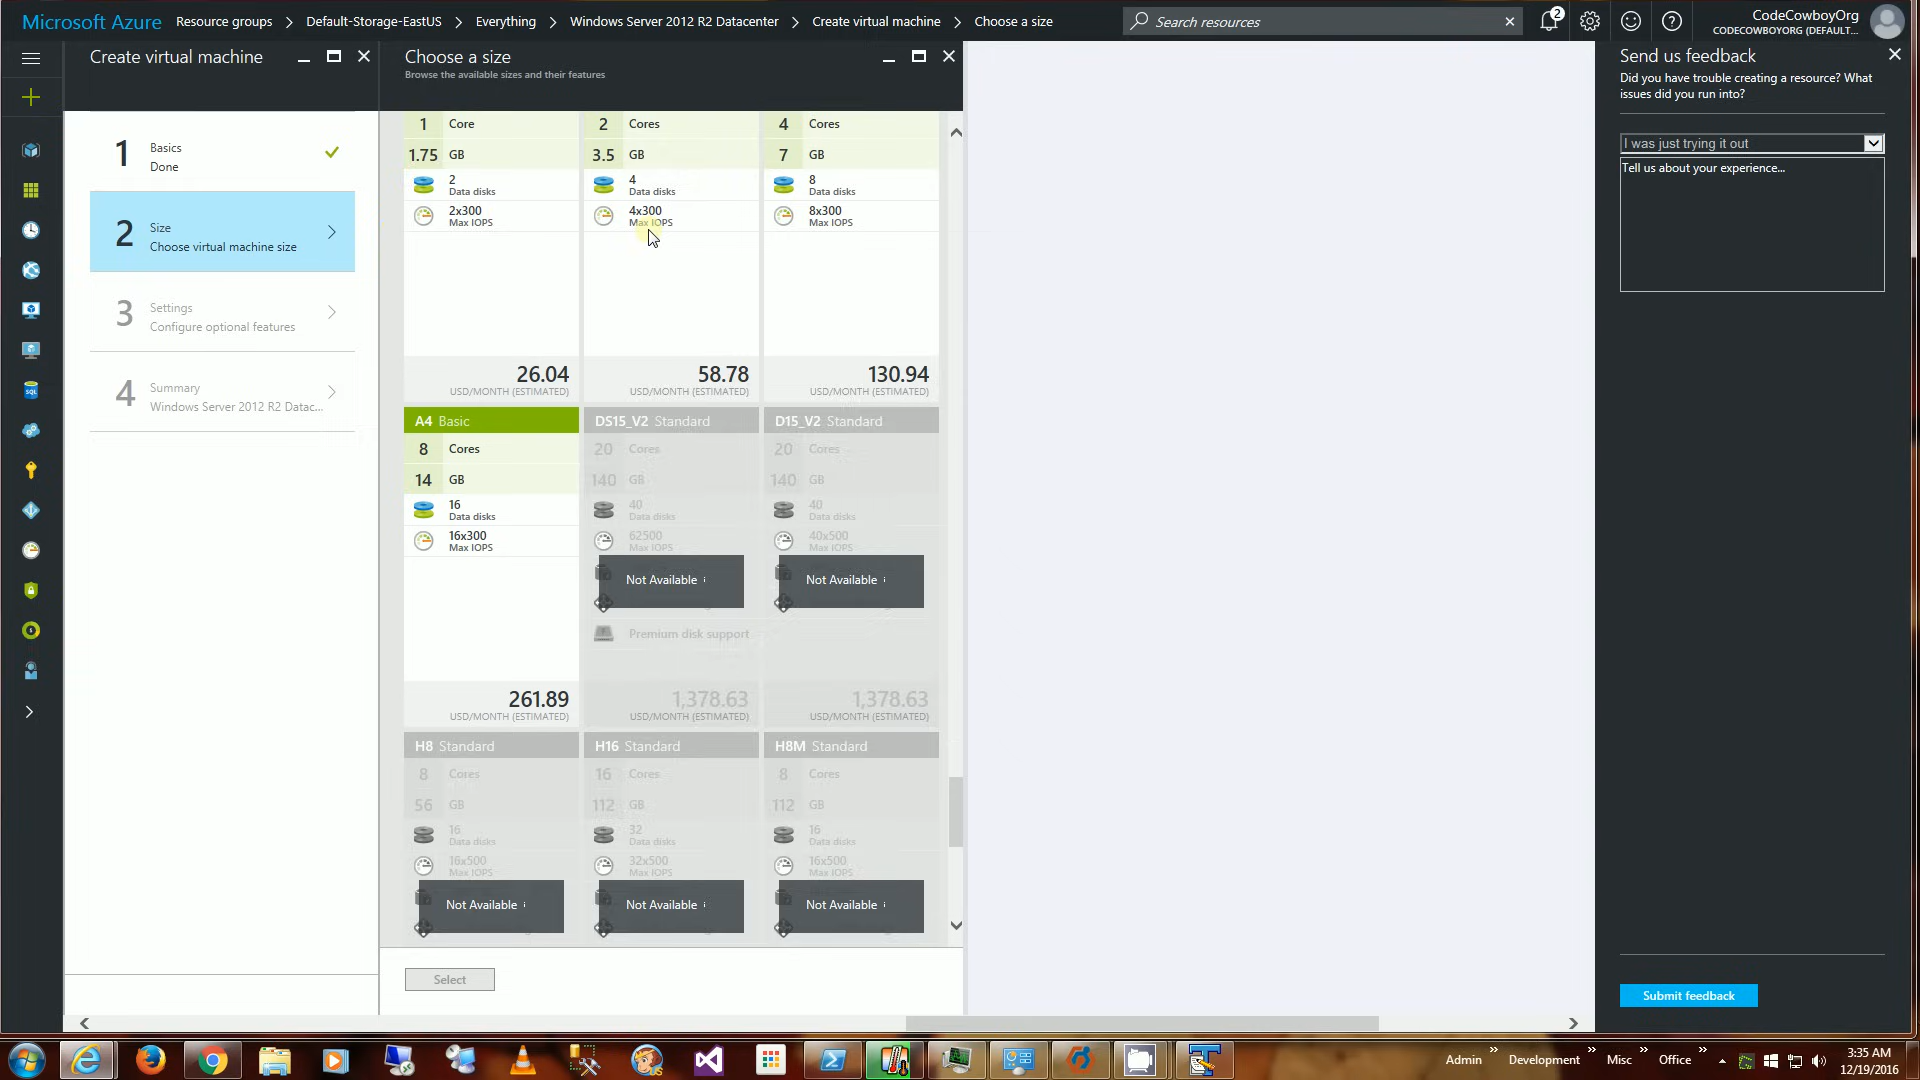 Microsoft Azure Resource groups > Default-Storage-EastUS > Everything > Windows Server 2012 R2 Datacenter > Create virtual machine > Choose a size
Search resources
2
CodeCowboyOrg
CODECOWBOYORG (DEFAULT...
Create virtual machine
1
Basics
Done
2
Size
Choose virtual machine size
3
Settings
Configure optional features
4
Summary
Windows Server 2012 R2 Datac...
Choose a size
Browse the available sizes and their features
1 Core
1.75 GB
2
Data disks
2x300
Max IOPS
26.04
USD/MONTH (ESTIMATED)
2 Cores
3.5 GB
4
Data disks
4x300
Max IOPS
58.78
USD/MONTH (ESTIMATED)
4 Cores
7 GB
8
Data disks
8x300
Max IOPS
130.94
USD/MONTH (ESTIMATED)
A4 Basic
8 Cores
14 GB
16
Data disks
16x300
Max IOPS
261.89
USD/MONTH (ESTIMATED)
DS15_V2 Standard
20 Cores
140 GB
40
Data disks
62500
Max IOPS
Not Available i
Premium disk support
1,378.63
USD/MONTH (ESTIMATED)
D15_V2 Standard
20 Cores
140 GB
40
Data disks
40x500
Max IOPS
Not Available i
1,378.63
USD/MONTH (ESTIMATED)
H8 Standard
8 Cores
56 GB
16
Data disks
16x500
Max IOPS
Not Available i
H16 Standard
16 Cores
112 GB
32
Data disks
32x500
Max IOPS
Not Available i
H8M Standard
8 Cores
112 GB
16
Data disks
16x500
Max IOPS
Not Available i
Select
Send us feedback
Did you have trouble creating a resource? What
issues did you run into?
I was just trying it out
Tell us about your experience...
Submit feedback
Admin » Development » Misc » Office »
3:35 AM
12/19/2016